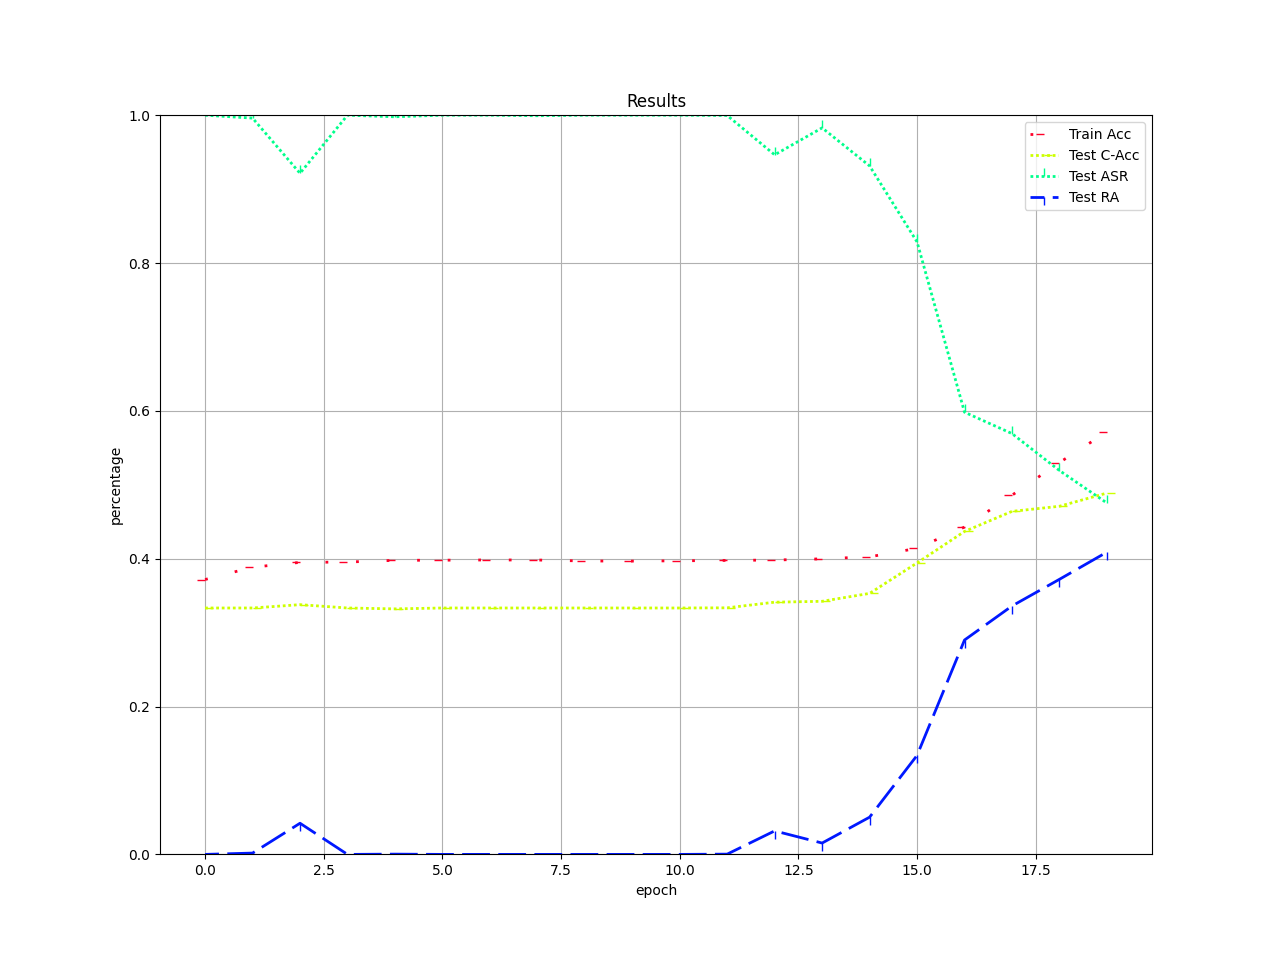 Results
1.0
0.8
0.6
0.4
0.2
0.0
percentage
Train Acc
Test C-Acc
Test ASR
Test RA
0.0 2.5 5.0 7.5 10.0 12.5 15.0 17.5
epoch